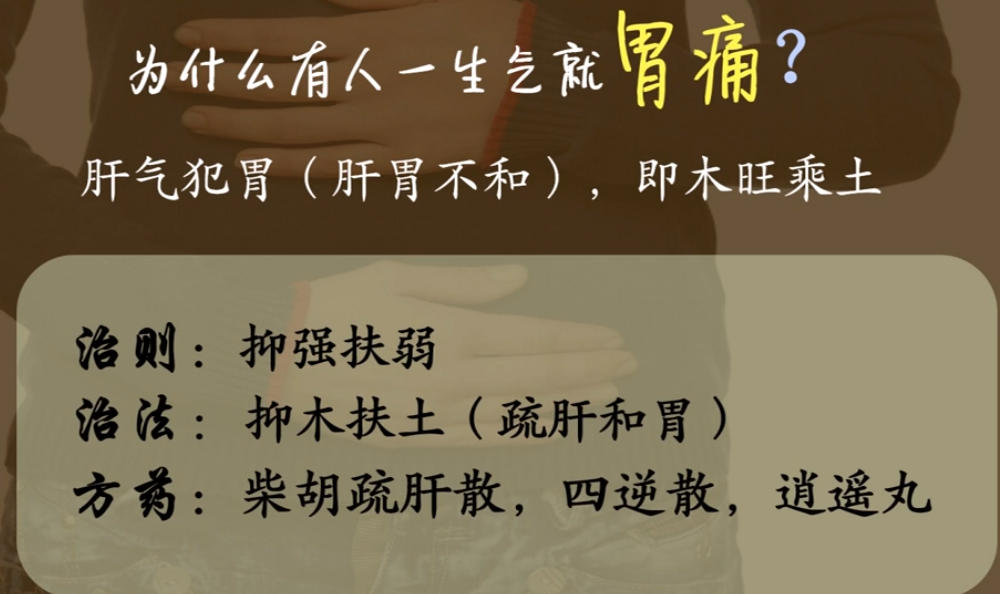 为什么有人一生气就胃痛？
肝气犯胃（肝胃不和），即木旺乘土
治则：抑强扶弱
治法：抑木扶土（疏肝和胃）
方药：柴胡疏肝散，四逆散，逍遥丸